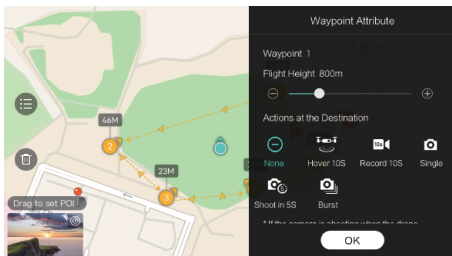 Waypoint Attribute
Waypoint 1
Flight Height 800m
Actions at the Destination
None
Hover 10S
10s
Record 10S
Single
Shoot in 5S
Burst
OK
46M
2
23M
3
Drag to set POI